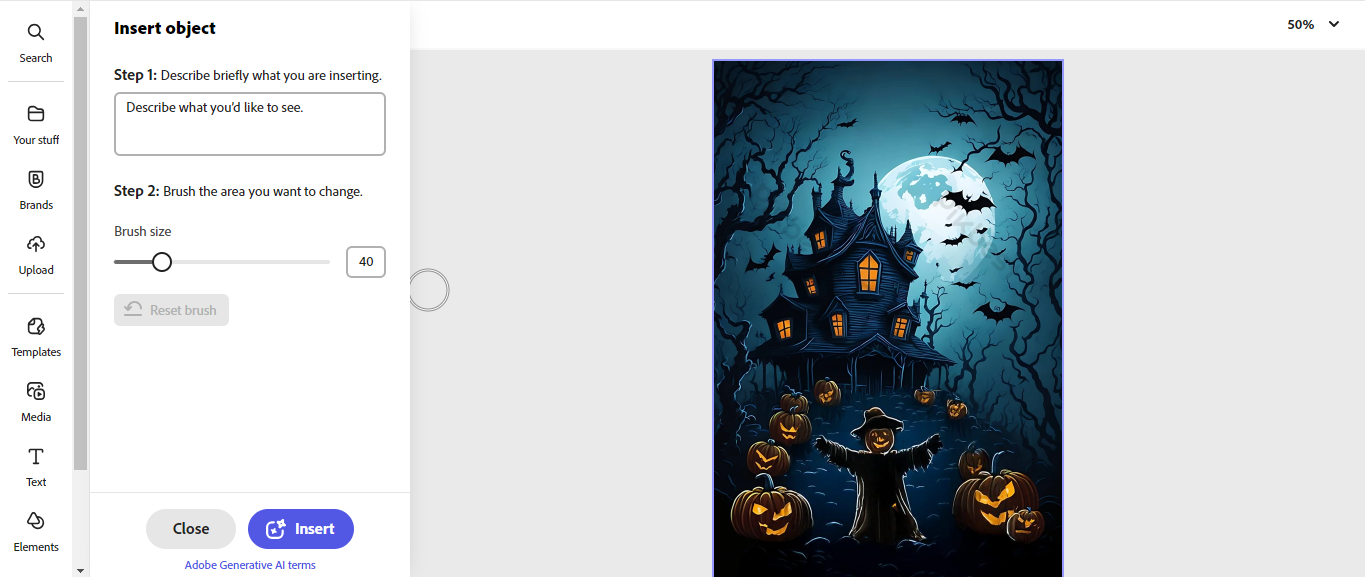 Search
Your stuff
Brands
Upload
Templates
Media
Text
Elements
Insert object
Step 1: Describe briefly what you are inserting.
Describe what you'd like to see.
Step 2: Brush the area you want to change.
Brush size
40
Reset brush
Close
Insert
Adobe Generative AI terms
50%